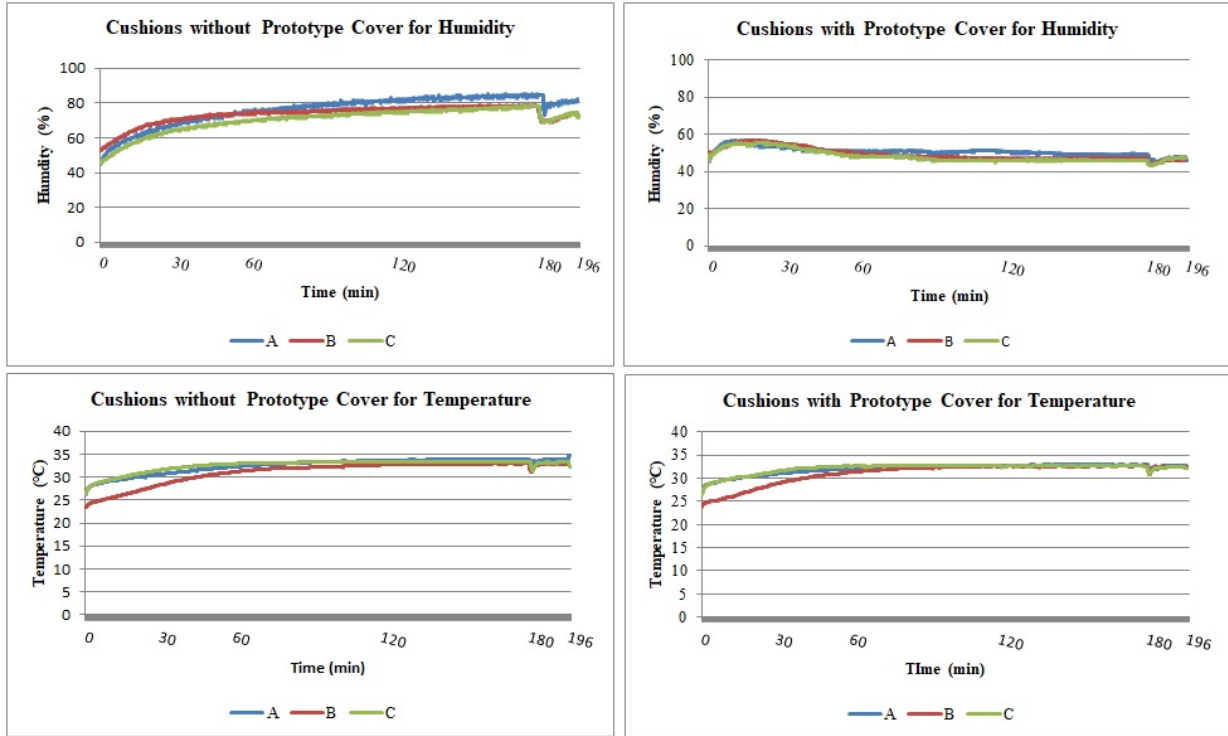 Cushions without Prototype Cover for Humidity
100
80
60
40
20
0
Humidity (%)
0 30 60 120 180 196
Time (min)
A B C
Cushions with Prototype Cover for Humidity
100
80
60
40
20
0
Humdity (%)
0 30 60 120 180 196
Time (min)
A B C
Cushions without Prototype Cover for Temperature
40
35
30
25
20
15
10
5
0
Temperature (℃)
0 30 60 120 180 196
Time (min)
A B C
Cushions with Prototype Cover for Temperature
40
35
30
25
20
15
10
5
0
Temperature (℃)
0 30 60 120 180 196
TIme (min)
A B C